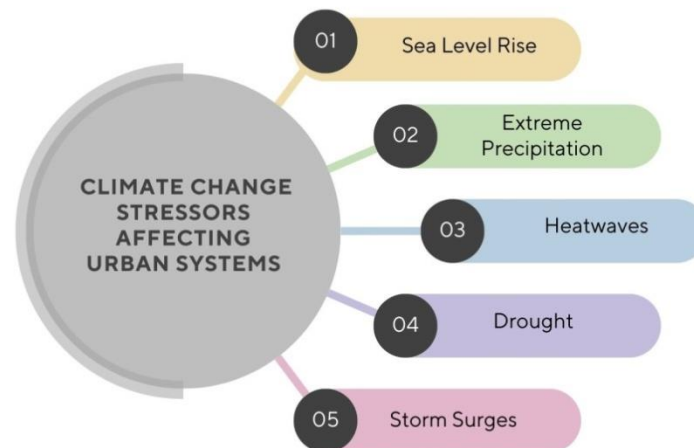 CLIMATE CHANGE
STRESSORS
AFFECTING
URBAN SYSTEMS
01
Sea Level Rise
02
Extreme
Precipitation
03
Heatwaves
04
Drought
05
Storm Surges